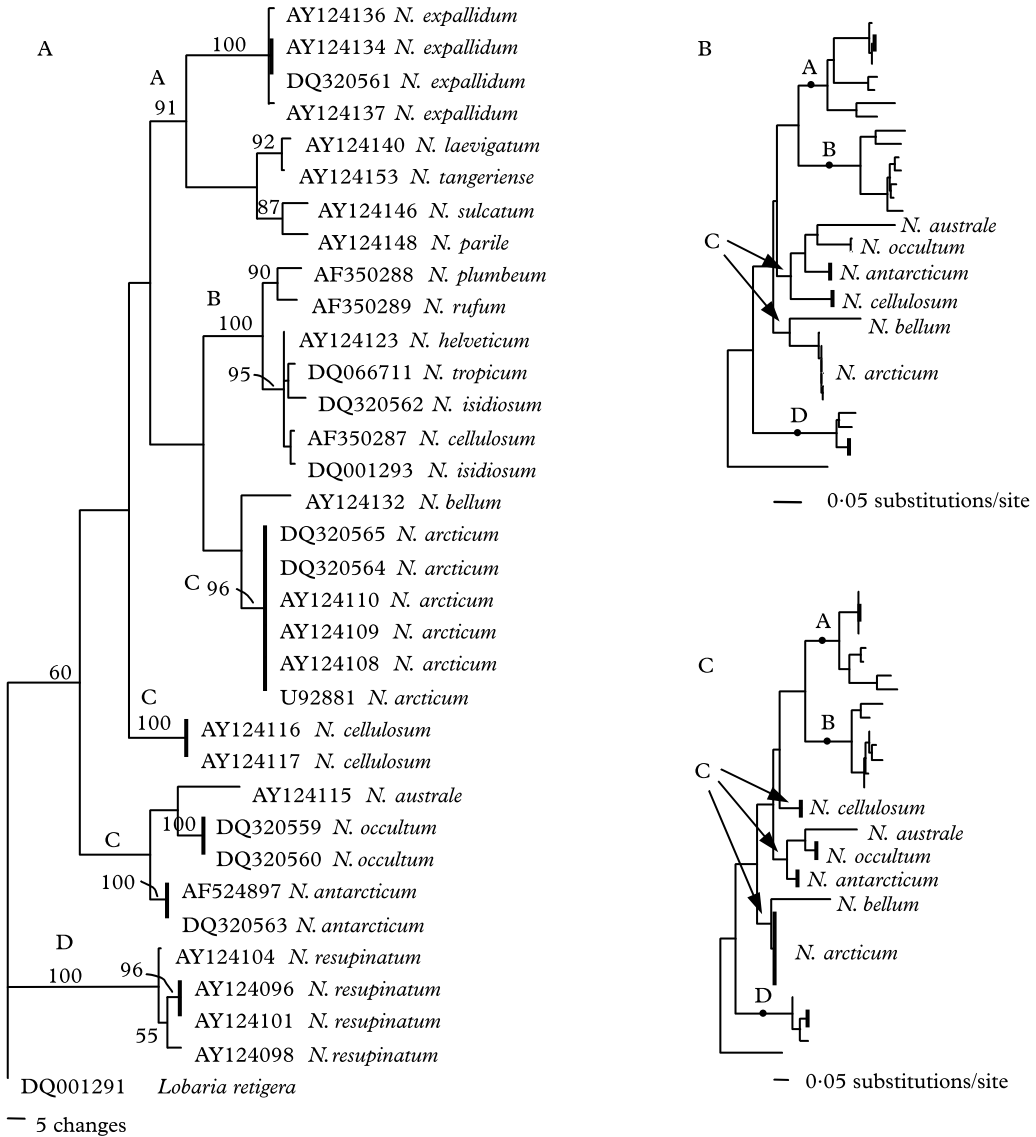 A
AY124136 N. expallidum
100
AY124134 N. expallidum
A
DQ320561 N. expallidum
91
AY124137 N. expallidum
92
AY124140 N. laevigatum
AY124153 N. tangeriense
87
AY124146 N. sulcatum
AY124148 N. parile
90
AF350288 N. plumbeum
B
AF350289 N. rufum
100
AY124123 N. helveticum
95
DQ066711 N. tropicum
DQ320562 N. isidiosum
AF350287 N. cellulosum
DQ001293 N. isidiosum
AY124132 N. bellum
DQ320565 N. arcticum
DQ320564 N. arcticum
C 96
AY124110 N. arcticum
AY124109 N. arcticum
AY124108 N. arcticum
60
U92881 N. arcticum
C
100
AY124116 N. cellulosum
AY124117 N. cellulosum
AY124115 N. australe
100
DQ320559 N. occultum
C
DQ320560 N. occultum
100
AF524897 N. antarcticum
DQ320563 N. antarcticum
D
AY124104 N. resupinatum
100
96
AY124096 N. resupinatum
AY124101 N. resupinatum
55
AY124098 N. resupinatum
DQ001291 Lobaria retigera
5 changes
B
A
B
N. australe
C
N. occultum
N. antarcticum
N. cellulosum
N. bellum
N. arcticum
D
0·05 substitutions/site
C
A
B
C
N. cellulosum
N. australe
N. occultum
N. antarcticum
N. bellum
N. arcticum
D
0·05 substitutions/site